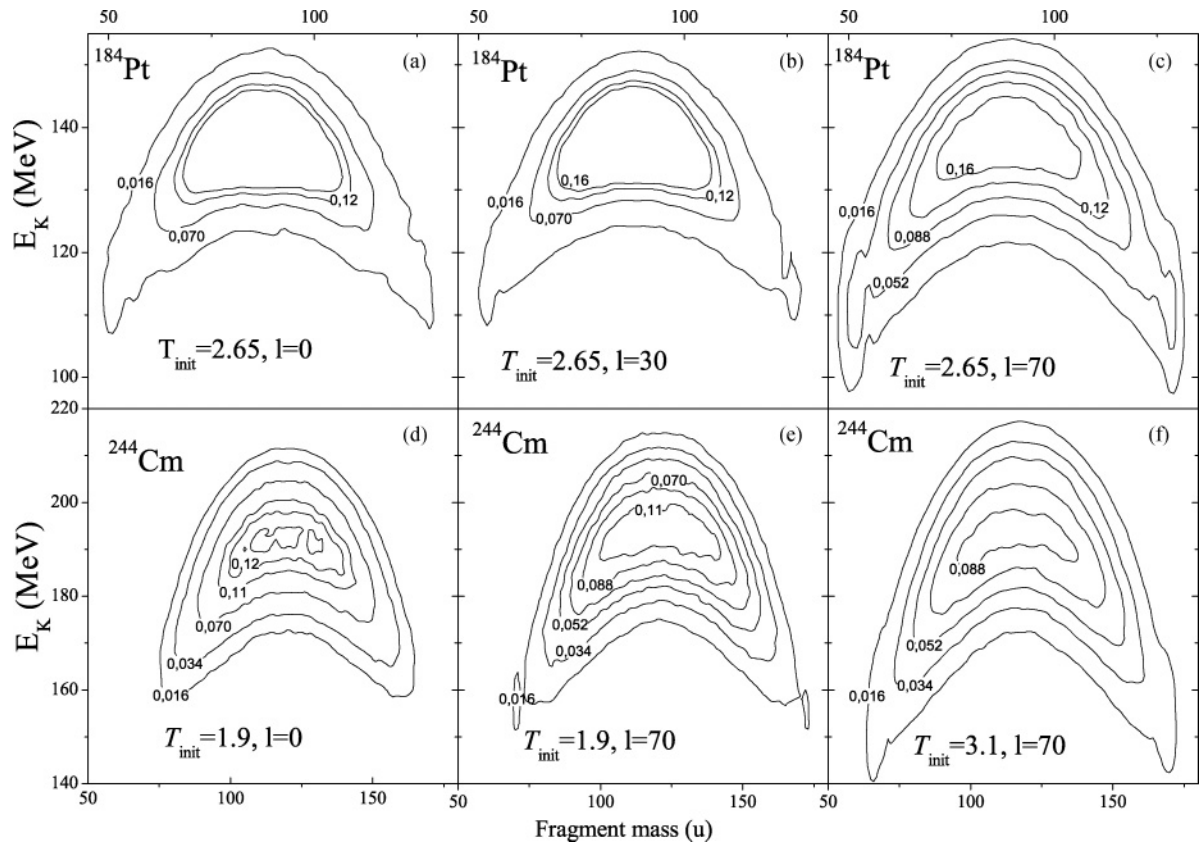 50 100 50 100
184Pt (a) (b) 184Pt (c)
E_K (MeV)
140
120
100
0,016
0,070
0,12
T_init=2.65, l=0
0,016
0,16
0,12
0,070
T_init=2.65, l=30
0,016
0,16
0,12
0,088
0,052
T_init=2.65, l=70
244Cm (d) 244Cm (e) 244Cm (f)
E_K (MeV)
220
200
180
160
140
0,12
0,11
0,070
0,034
0,016
T_init=1.9, l=0
0,070
0,11
0,088
0,052
0,034
0,016
T_init=1.9, l=70
0,088
0,052
0,016
0,034
T_init=3.1, l=70
50 100 150 50 100 150 100 150
Fragment mass (u)